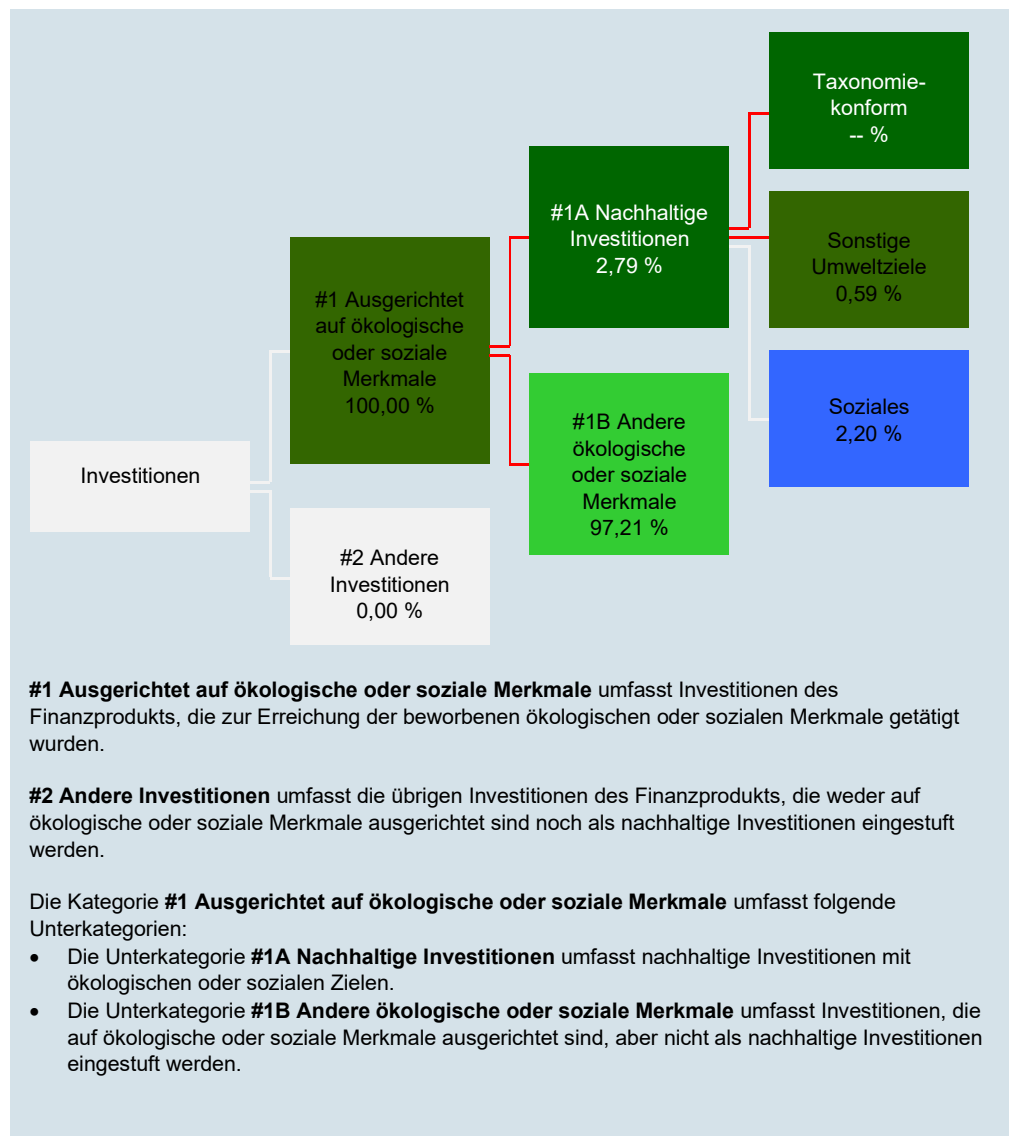 Investitionen
#1 Ausgerichtet
auf ökologische
oder soziale
Merkmale
100,00 %
#2 Andere
Investitionen
0,00 %
#1A Nachhaltige
Investitionen
2,79 %
#1B Andere
ökologische
oder soziale
Merkmale
97,21 %
Taxonomie-
konform
-- %
Sonstige
Umweltziele
0,59 %
Soziales
2,20 %
#1 Ausgerichtet auf ökologische oder soziale Merkmale umfasst Investitionen des
Finanzprodukts, die zur Erreichung der beworbenen ökologischen oder sozialen Merkmale getätigt
wurden.
#2 Andere Investitionen umfasst die übrigen Investitionen des Finanzprodukts, die weder auf
ökologische oder soziale Merkmale ausgerichtet sind noch als nachhaltige Investitionen eingestuft
werden.
Die Kategorie #1 Ausgerichtet auf ökologische oder soziale Merkmale umfasst folgende
Unterkategorien:
• Die Unterkategorie #1A Nachhaltige Investitionen umfasst nachhaltige Investitionen mit
ökologischen oder sozialen Zielen.
• Die Unterkategorie #1B Andere ökologische oder soziale Merkmale umfasst Investitionen, die
auf ökologische oder soziale Merkmale ausgerichtet sind, aber nicht als nachhaltige Investitionen
eingestuft werden.